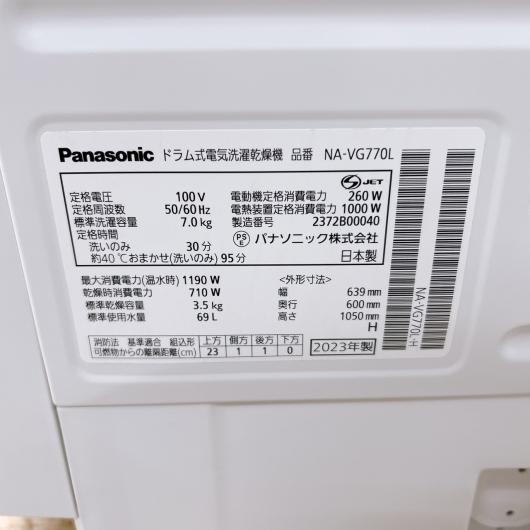 Panasonic ドラム式電気洗濯乾燥機 品番 NA-VG770L
定格電圧 100 V
定格周波数 50/60 Hz
標準洗濯容量 7.0 kg
定格時間
洗いのみ 30 分
約40℃おまかせ(洗いのみ) 95 分
S JET
電動機定格消費電力 260 W
電熱装置定格消費電力 1000 W
製造番号 2372B00040
PS E パナソニック株式会社
日本製
最大消費電力(温水時) 1190 W
乾燥時消費電力 710 W
標準乾燥容量 3.5 kg
標準使用水量 69 L
<外形寸法>
幅 639 mm
奥行 600 mm
高さ 1050 mm
H
消防法 基準適合 組込形 上方 側方 後方 下方
可燃物からの離隔距離(cm) 23 1 1 0
2023年製
NA-VG770L-H